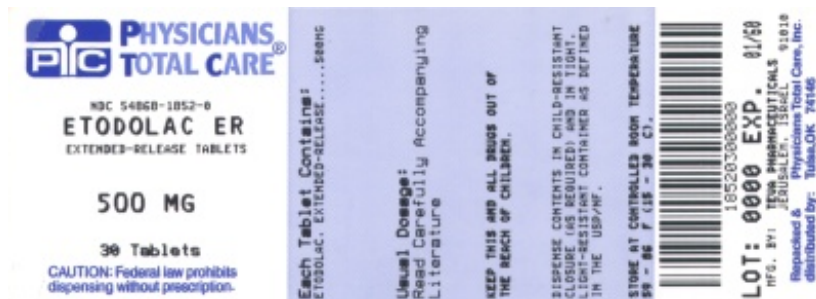 PTC PHYSICIANS
TOTAL CARE®
NDC 54868-1852-0
ETODOLAC ER
EXTENDED-RELEASE TABLETS
500 MG
30 Tablets
CAUTION: Federal law prohibits
dispensing without prescription.
Each Tablet Contains:
ETODOLAC, EXTENDED-RELEASE.....500MG
Usual Dosage:
Read Carefully Accompanying
Literature
KEEP THIS AND ALL DRUGS OUT OF
THE REACH OF CHILDREN.
DISPENSE CONTENTS IN CHILD-RESISTANT
CLOSURE (AS REQUIRED) AND IN TIGHT,
LIGHT-RESISTANT CONTAINER AS DEFINED
IN THE USP/NF.
STORE AT CONTROLLED ROOM TEMPERATURE
59 - 86 F (15 - 30 C).
18520300000
LOT: 0000 EXP. 01/60
MFG. BY: TEVA PHARMACEUTICALS
JERUSALEM, ISRAEL 91010
Repacked & Physicians Total Care, Inc.
distributed by: Tulsa, OK 74146